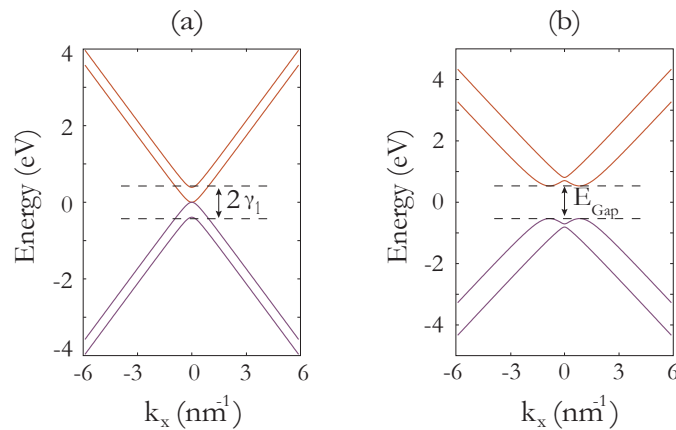 (a)
4
2
0
-2
-4
Energy (eV)
2 γ1
-6 -3 0 3 6
kx (nm-1)
(b)
4
2
0
-2
-4
Energy (eV)
EGap
-6 -3 0 3 6
kx (nm-1)